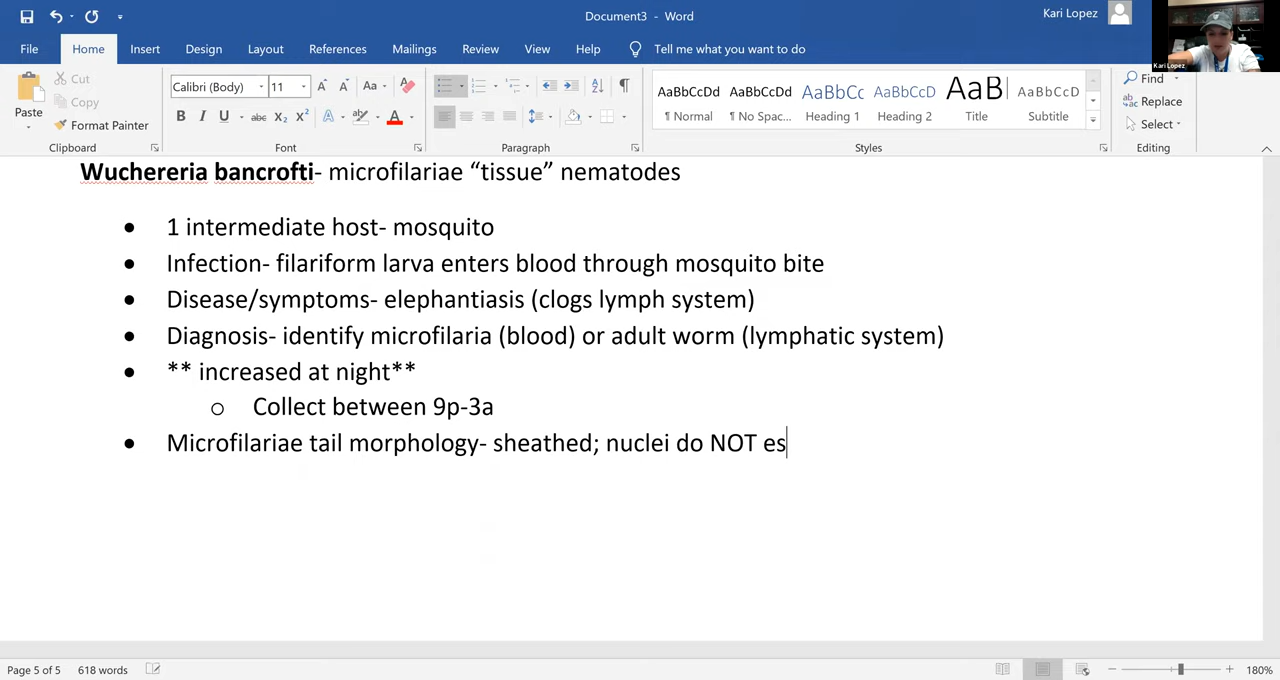 Document3 - Word
Kari Lopez
Kari Lopez
File Home Insert Design Layout References Mailings Review View Help Tell me what you want to do
Paste
Cut
Copy
Format Painter
Clipboard
Calibri (Body) 11
Font
Paragraph
AaBbCcDd AaBbCcDd AaBbCc AaBbCcD AaB AaBbCcD
¶ Normal ¶ No Spac... Heading 1 Heading 2 Title Subtitle
Styles
Find
Replace
Select
Editing
Wuchereria bancrofti- microfilariae “tissue” nematodes
• 1 intermediate host- mosquito
• Infection- filariform larva enters blood through mosquito bite
• Disease/symptoms- elephantiasis (clogs lymph system)
• Diagnosis- identify microfilaria (blood) or adult worm (lymphatic system)
• ** increased at night**
o Collect between 9p-3a
• Microfilariae tail morphology- sheathed; nuclei do NOT es
Page 5 of 5 618 words
180%